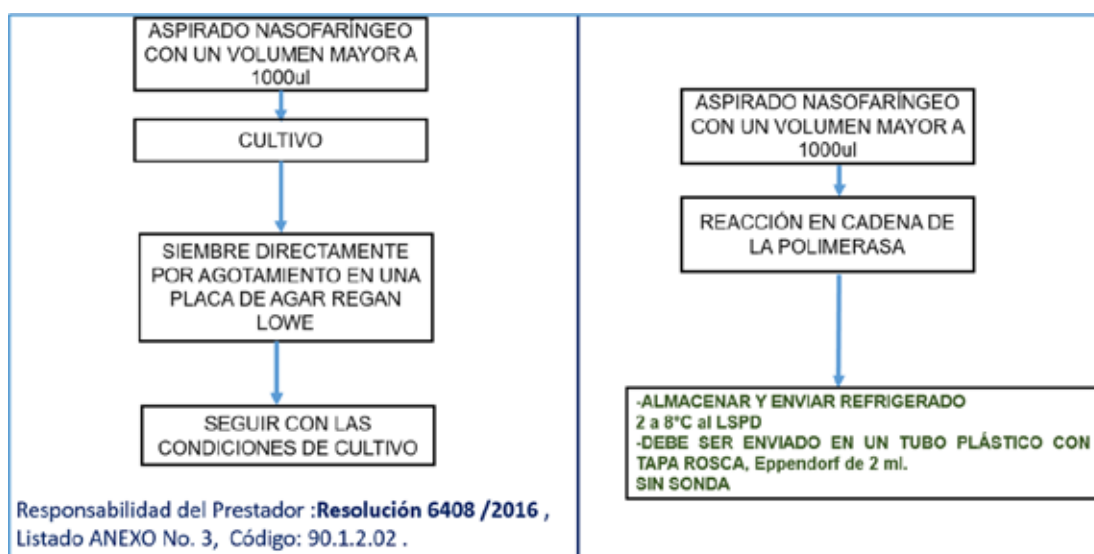 ASPIRADO NASOFARÍNGEO
CON UN VOLUMEN MAYOR A
1000ul
CULTIVO
SIEMBRE DIRECTAMENTE
POR AGOTAMIENTO EN UNA
PLACA DE AGAR REGAN
LOWE
SEGUIR CON LAS
CONDICIONES DE CULTIVO
Responsabilidad del Prestador :Resolución 6408 /2016 ,
Listado ANEXO No. 3, Código: 90.1.2.02 .
ASPIRADO NASOFARÍNGEO
CON UN VOLUMEN MAYOR A
1000ul
REACCIÓN EN CADENA DE
LA POLIMERASA
-ALMACENAR Y ENVIAR REFRIGERADO
2 a 8°C al LSPD
-DEBE SER ENVIADO EN UN TUBO PLÁSTICO CON
TAPA ROSCA, Eppendorf de 2 ml.
SIN SONDA